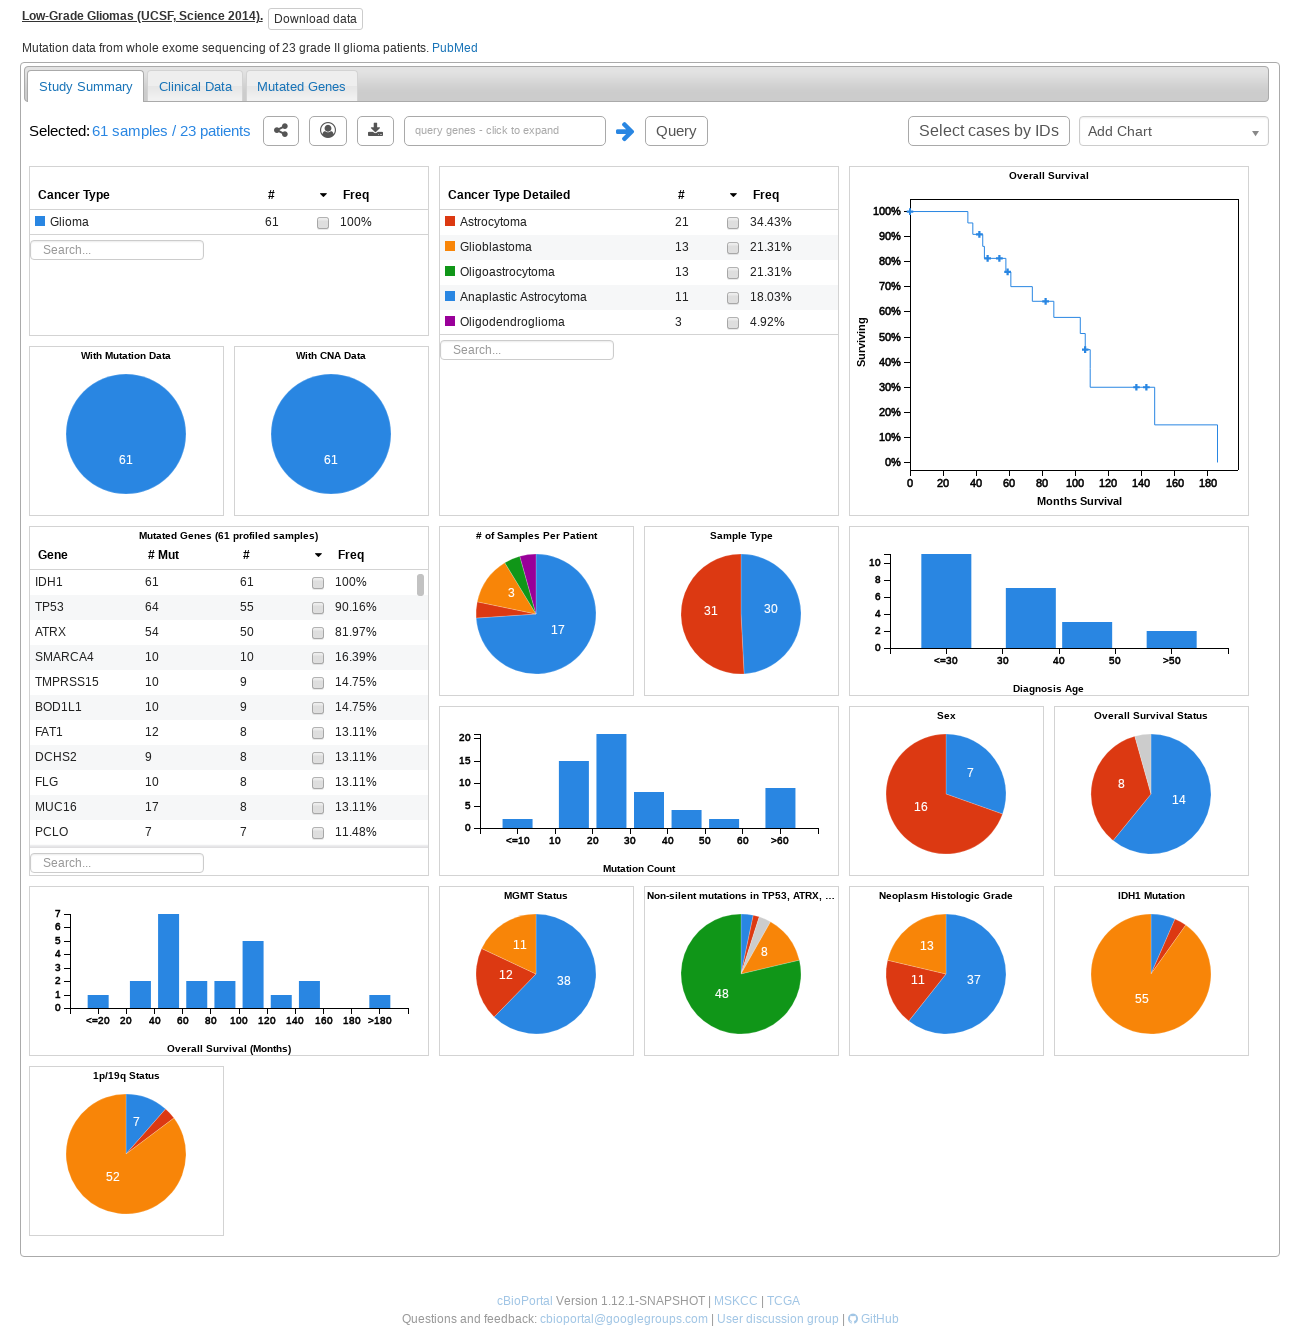 Low-Grade Gliomas (UCSF, Science 2014). Download data
Mutation data from whole exome sequencing of 23 grade II glioma patients. PubMed
Study Summary Clinical Data Mutated Genes
Selected: 61 samples / 23 patients query genes - click to expand Query Select cases by IDs Add Chart
Cancer Type # Freq
Glioma 61 100%
Search...
Cancer Type Detailed # Freq
Astrocytoma 21 34.43%
Glioblastoma 13 21.31%
Oligoastrocytoma 13 21.31%
Anaplastic Astrocytoma 11 18.03%
Oligodendroglioma 3 4.92%
Search...
Overall Survival
100%
90%
80%
70%
60%
50%
40%
30%
20%
10%
0%
Surviving
0 20 40 60 80 100 120 140 160 180
Months Survival
With Mutation Data
61
With CNA Data
61
Mutated Genes (61 profiled samples)
Gene # Mut # Freq
IDH1 61 61 100%
TP53 64 55 90.16%
ATRX 54 50 81.97%
SMARCA4 10 10 16.39%
TMPRSS15 10 9 14.75%
BOD1L1 10 9 14.75%
FAT1 12 8 13.11%
DCHS2 9 8 13.11%
FLG 10 8 13.11%
MUC16 17 8 13.11%
PCLO 7 7 11.48%
Search...
# of Samples Per Patient
3
17
Sample Type
31 30
10
8
6
4
2
0
<=30 30 40 50 >50
Diagnosis Age
20
15
10
5
0
<=10 10 20 30 40 50 60 >60
Mutation Count
Sex
7
16
Overall Survival Status
8
14
7
6
5
4
3
2
1
0
<=20 20 40 60 80 100 120 140 160 180 >180
Overall Survival (Months)
MGMT Status
11
12
38
Non-silent mutations in TP53, ATRX, ...
8
48
Neoplasm Histologic Grade
13
11
37
IDH1 Mutation
55
1p/19q Status
7
52
cBioPortal Version 1.12.1-SNAPSHOT | MSKCC | TCGA
Questions and feedback: cbioportal@googlegroups.com | User discussion group | GitHub